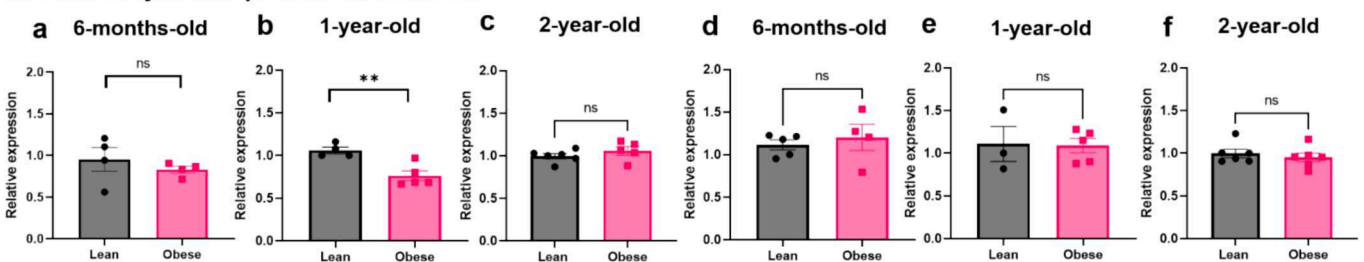 a 6-months-old
ns
Relative expression
2.0
1.5
1.0
0.5
0.0
Lean Obese
b 1-year-old
**
Relative expression
2.0
1.5
1.0
0.5
0.0
Lean Obese
c 2-year-old
ns
Relative expression
2.0
1.5
1.0
0.5
0.0
Lean Obese
d 6-months-old
ns
Relative expression
2.0
1.5
1.0
0.5
0.0
Lean Obese
e 1-year-old
ns
Relative expression
2.0
1.5
1.0
0.5
0.0
Lean Obese
f 2-year-old
ns
Relative expression
2.0
1.5
1.0
0.5
0.0
Lean Obese